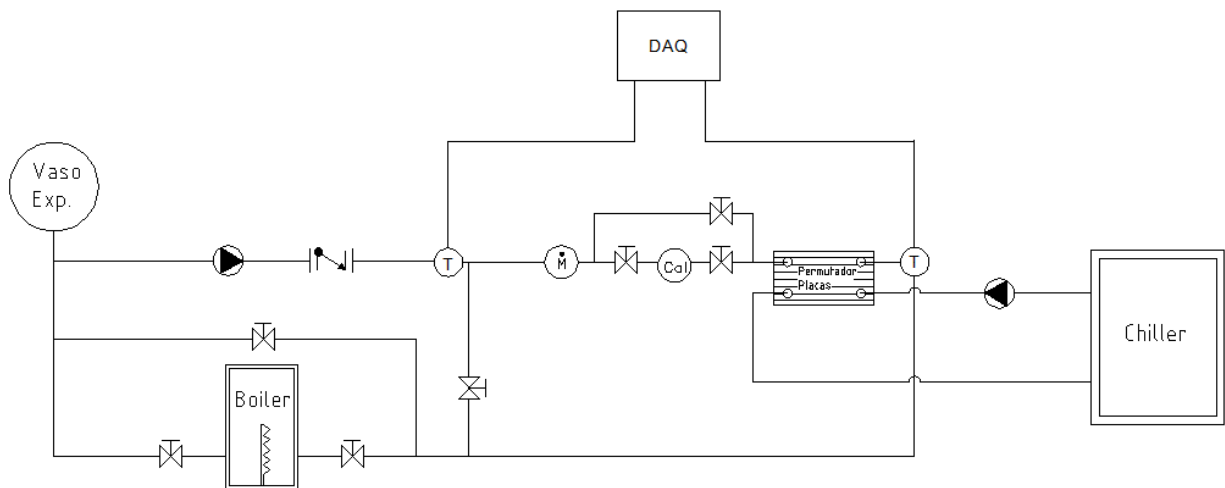 DAQ
Vaso
Exp.
T
M
Cal
Permutador
Placas
T
Chiller
Boiler